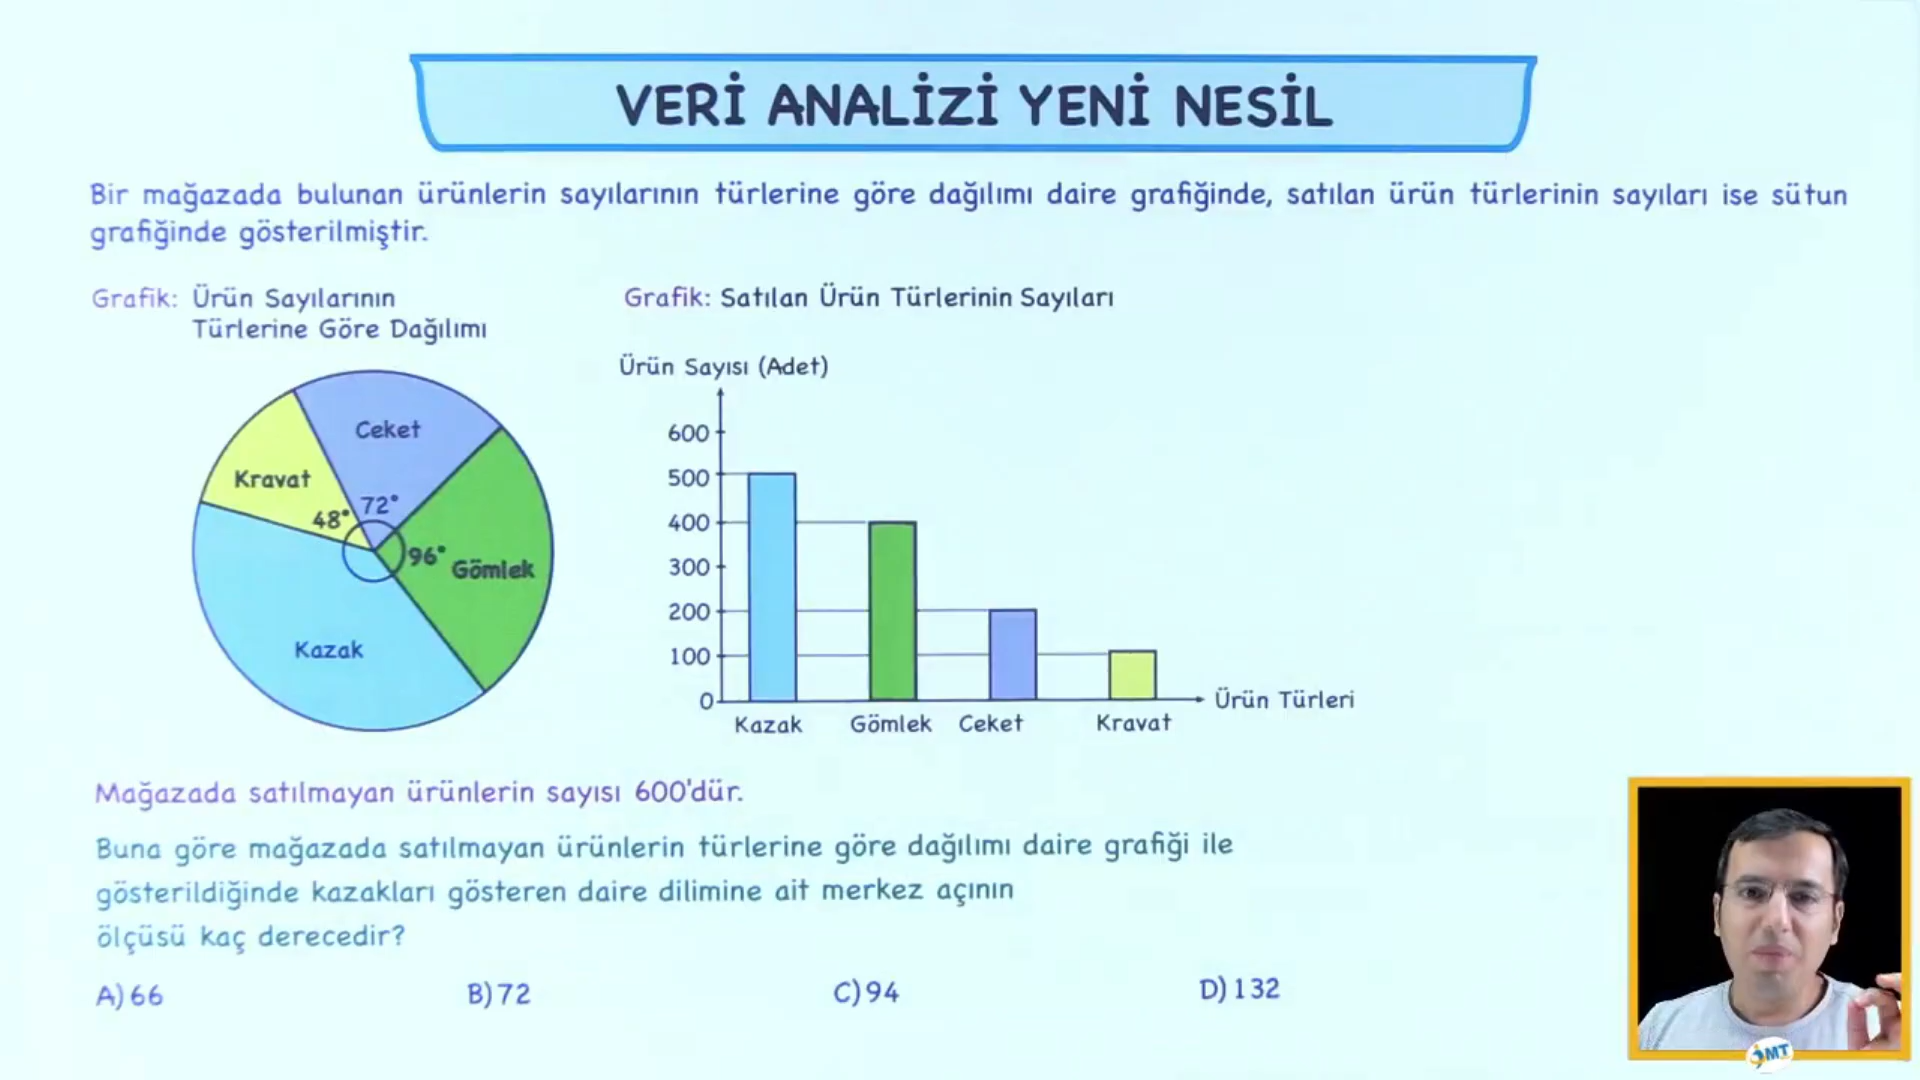 VERİ ANALİZİ YENİ NESİL
Bir mağazada bulunan ürünlerin sayılarının türlerine göre dağılımı daire grafiğinde, satılan ürün türlerinin sayıları ise sütun
grafiğinde gösterilmiştir.
Grafik: Ürün Sayılarının
Türlerine Göre Dağılımı
Ceket
Kravat
72°
48°
96°
Gömlek
Kazak
Grafik: Satılan Ürün Türlerinin Sayıları
Ürün Sayısı (Adet)
600
500
400
300
200
100
0
Kazak Gömlek Ceket Kravat
Ürün Türleri
Mağazada satılmayan ürünlerin sayısı 600'dür.
Buna göre mağazada satılmayan ürünlerin türlerine göre dağılımı daire grafiği ile
gösterildiğinde kazakları gösteren daire dilimine ait merkez açının
ölçüsü kaç derecedir?
A) 66 B) 72 C) 94 D) 132
MT